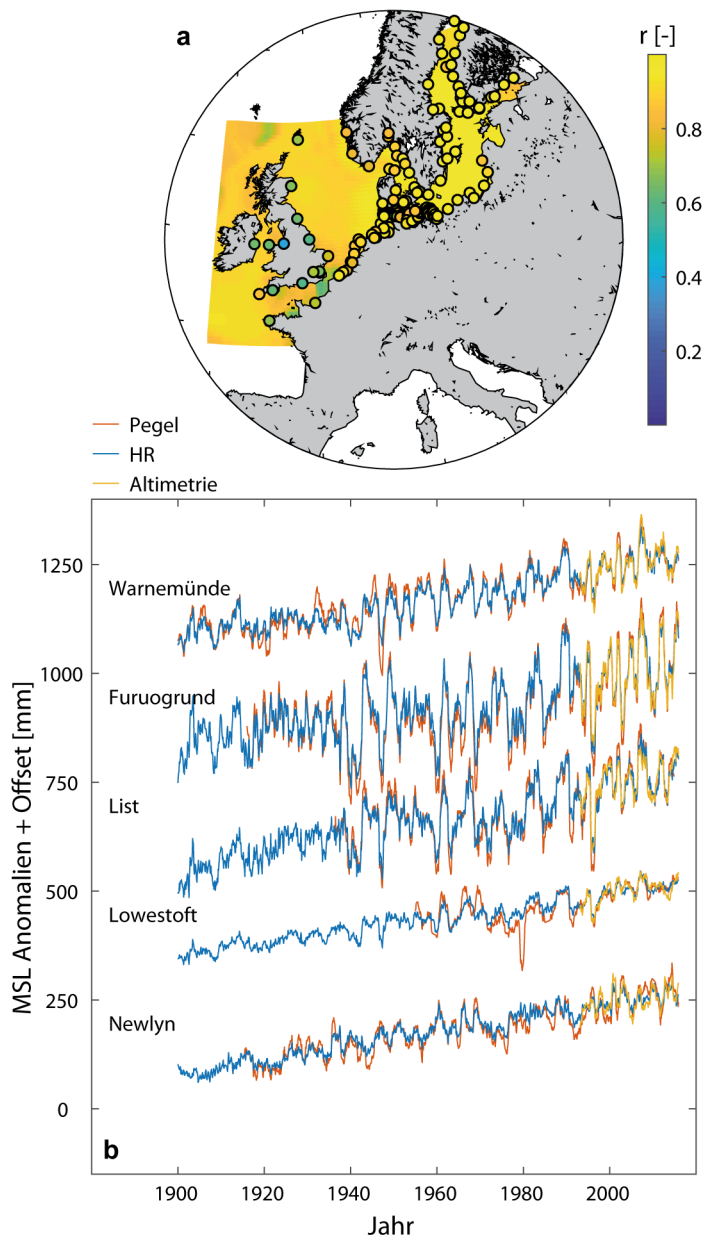 a
r [-]
0.8
0.6
0.4
0.2
Pegel
HR
Altimetrie
MSL Anomalien + Offset [mm]
1250
1000
750
500
250
0
Warnemünde
Furuogrund
List
Lowestoft
Newlyn
b
1900 1920 1940 1960 1980 2000
Jahr